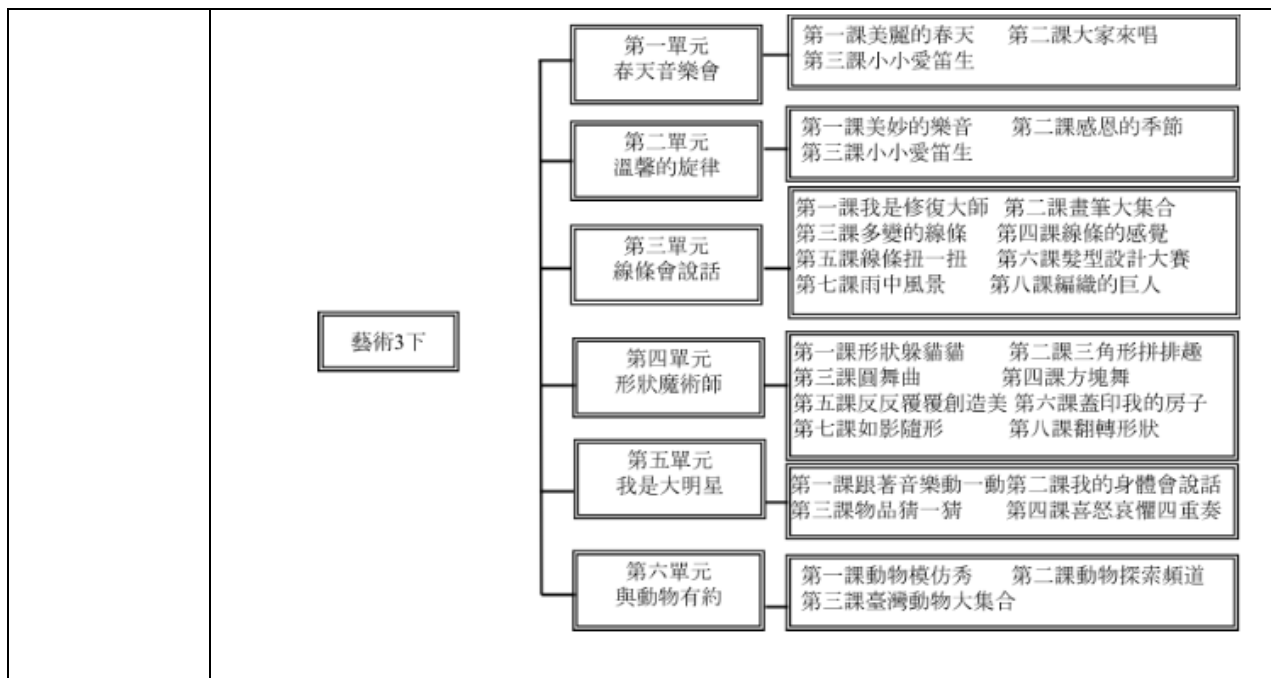 藝術3下
第一單元
春天音樂會
第一課美麗的春天 第二課大家來唱
第三課小小愛笛生
第二單元
溫馨的旋律
第一課美妙的樂音 第二課感恩的季節
第三課小小愛笛生
第三單元
線條會說話
第一課我是修復大師 第二課畫筆大集合
第三課多變的線條 第四課線條的感覺
第五課線條扭一扭 第六課髮型設計大賽
第七課雨中風景 第八課編織的巨人
第四單元
形狀魔術師
第一課形狀躲貓貓 第二課三角形拼排趣
第三課圓舞曲 第四課方塊舞
第五課反反覆覆創造美 第六課蓋印我的房子
第七課如影隨形 第八課翻轉形狀
第五單元
我是大明星
第一課跟著音樂動一動第二課我的身體會說話
第三課物品猜一猜 第四課喜怒哀懼四重奏
第六單元
與動物有約
第一課動物模仿秀 第二課動物探索頻道
第三課臺灣動物大集合